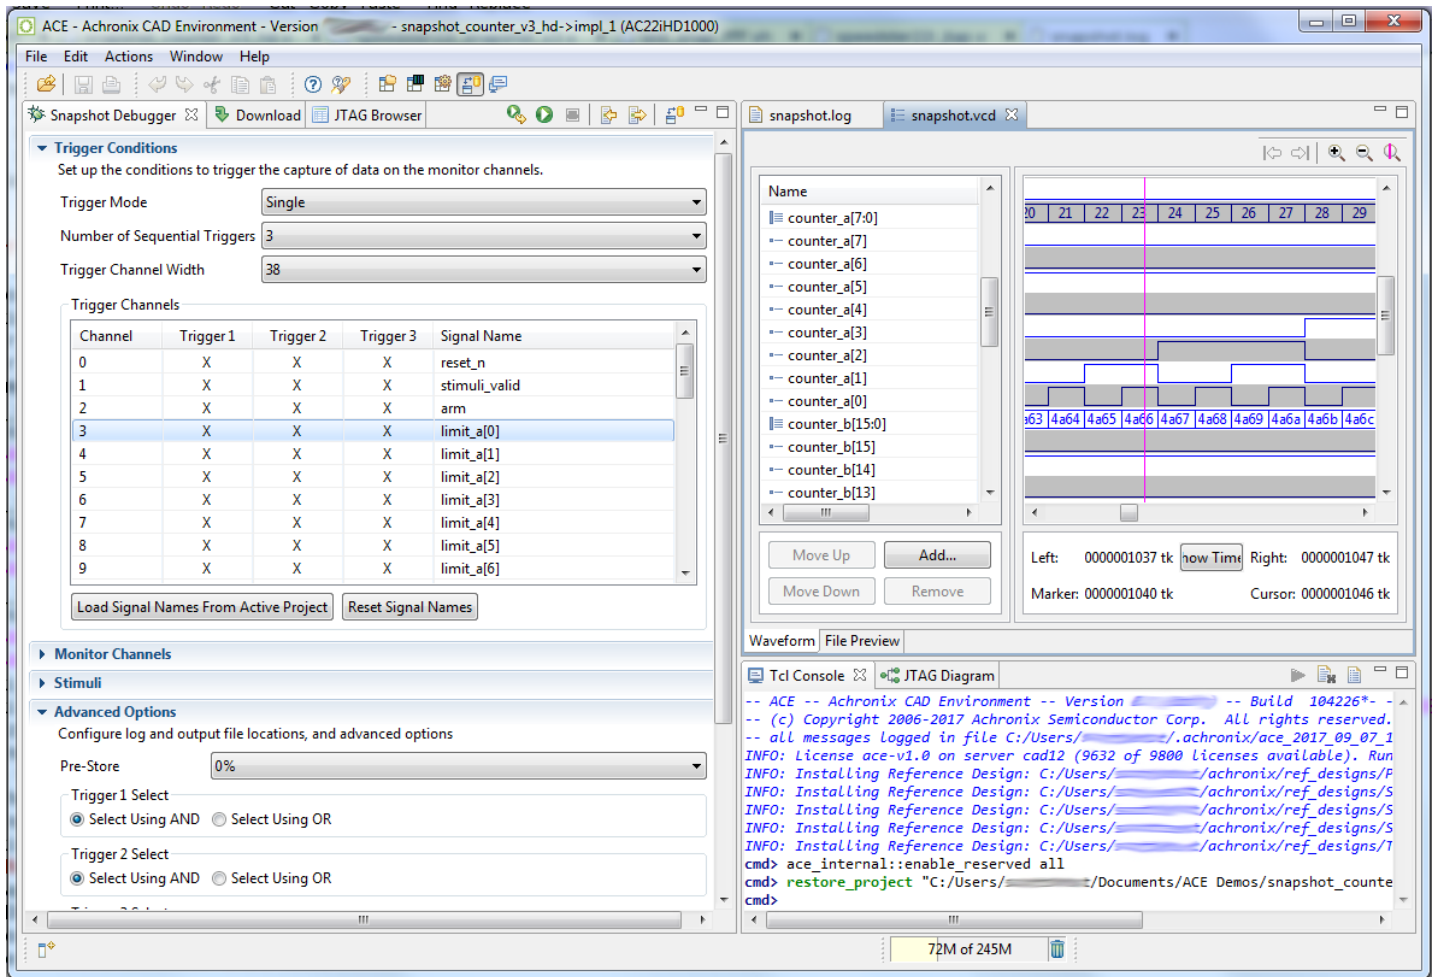 ACE - Achronix CAD Environment - Version - snapshot_counter_v3_hd->impl_1 (AC22iHD1000)
File Edit Actions Window Help
Snapshot Debugger Download JTAG Browser
Trigger Conditions
Set up the conditions to trigger the capture of data on the monitor channels.
Trigger Mode Single
Number of Sequential Triggers 3
Trigger Channel Width 38
Trigger Channels
Channel Trigger 1 Trigger 2 Trigger 3 Signal Name
0 X X X reset_n
1 X X X stimuli_valid
2 X X X arm
3 X X X limit_a[0]
4 X X X limit_a[1]
5 X X X limit_a[2]
6 X X X limit_a[3]
7 X X X limit_a[4]
8 X X X limit_a[5]
9 X X X limit_a[6]
Load Signal Names From Active Project Reset Signal Names
Monitor Channels
Stimuli
Advanced Options
Configure log and output file locations, and advanced options
Pre-Store 0%
Trigger 1 Select
Select Using AND Select Using OR
Trigger 2 Select
Select Using AND Select Using OR
snapshot.log snapshot.vcd
Name
counter_a[7:0]
counter_a[7]
counter_a[6]
counter_a[5]
counter_a[4]
counter_a[3]
counter_a[2]
counter_a[1]
counter_a[0]
counter_b[15:0]
counter_b[15]
counter_b[14]
counter_b[13]
20 21 22 23 24 25 26 27 28 29
a63 4a64 4a65 4a66 4a67 4a68 4a69 4a6a 4a6b 4a6c
Move Up Add...
Move Down Remove
Left: 0000001037 tk how Time Right: 0000001047 tk
Marker: 0000001040 tk Cursor: 0000001046 tk
Waveform File Preview
Tcl Console JTAG Diagram
-- ACE -- Achronix CAD Environment -- Version -- Build 104226*- -
-- (c) Copyright 2006-2017 Achronix Semiconductor Corp. All rights reserved.
-- all messages logged in file C:/Users/ /.achronix/ace_2017_09_07_1
INFO: License ace-v1.0 on server cad12 (9632 of 9800 licenses available). Run
INFO: Installing Reference Design: C:/Users/ /achronix/ref_designs/P
INFO: Installing Reference Design: C:/Users/ /achronix/ref_designs/S
INFO: Installing Reference Design: C:/Users/ /achronix/ref_designs/S
INFO: Installing Reference Design: C:/Users/ /achronix/ref_designs/S
INFO: Installing Reference Design: C:/Users/ /achronix/ref_designs/T
cmd> ace_internal::enable_reserved all
cmd> restore_project "C:/Users/ /Documents/ACE Demos/snapshot_counte
cmd>
72M of 245M